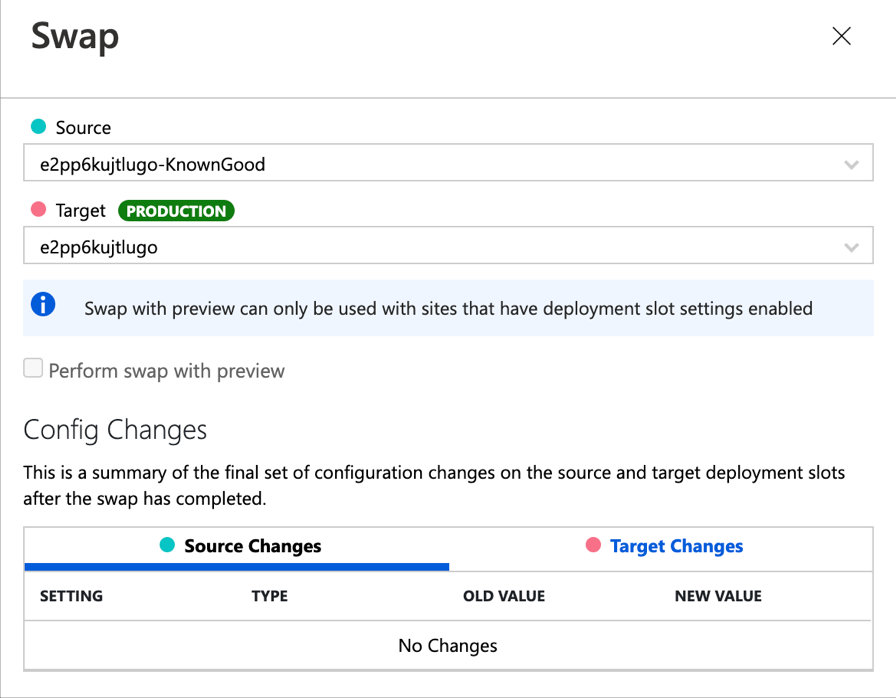 Swap
Source
e2pp6kujtlugo-KnownGood
Target PRODUCTION
e2pp6kujtlugo
Swap with preview can only be used with sites that have deployment slot settings enabled
Perform swap with preview
Config Changes
This is a summary of the final set of configuration changes on the source and target deployment slots
after the swap has completed.
Source Changes Target Changes
SETTING TYPE OLD VALUE NEW VALUE
No Changes